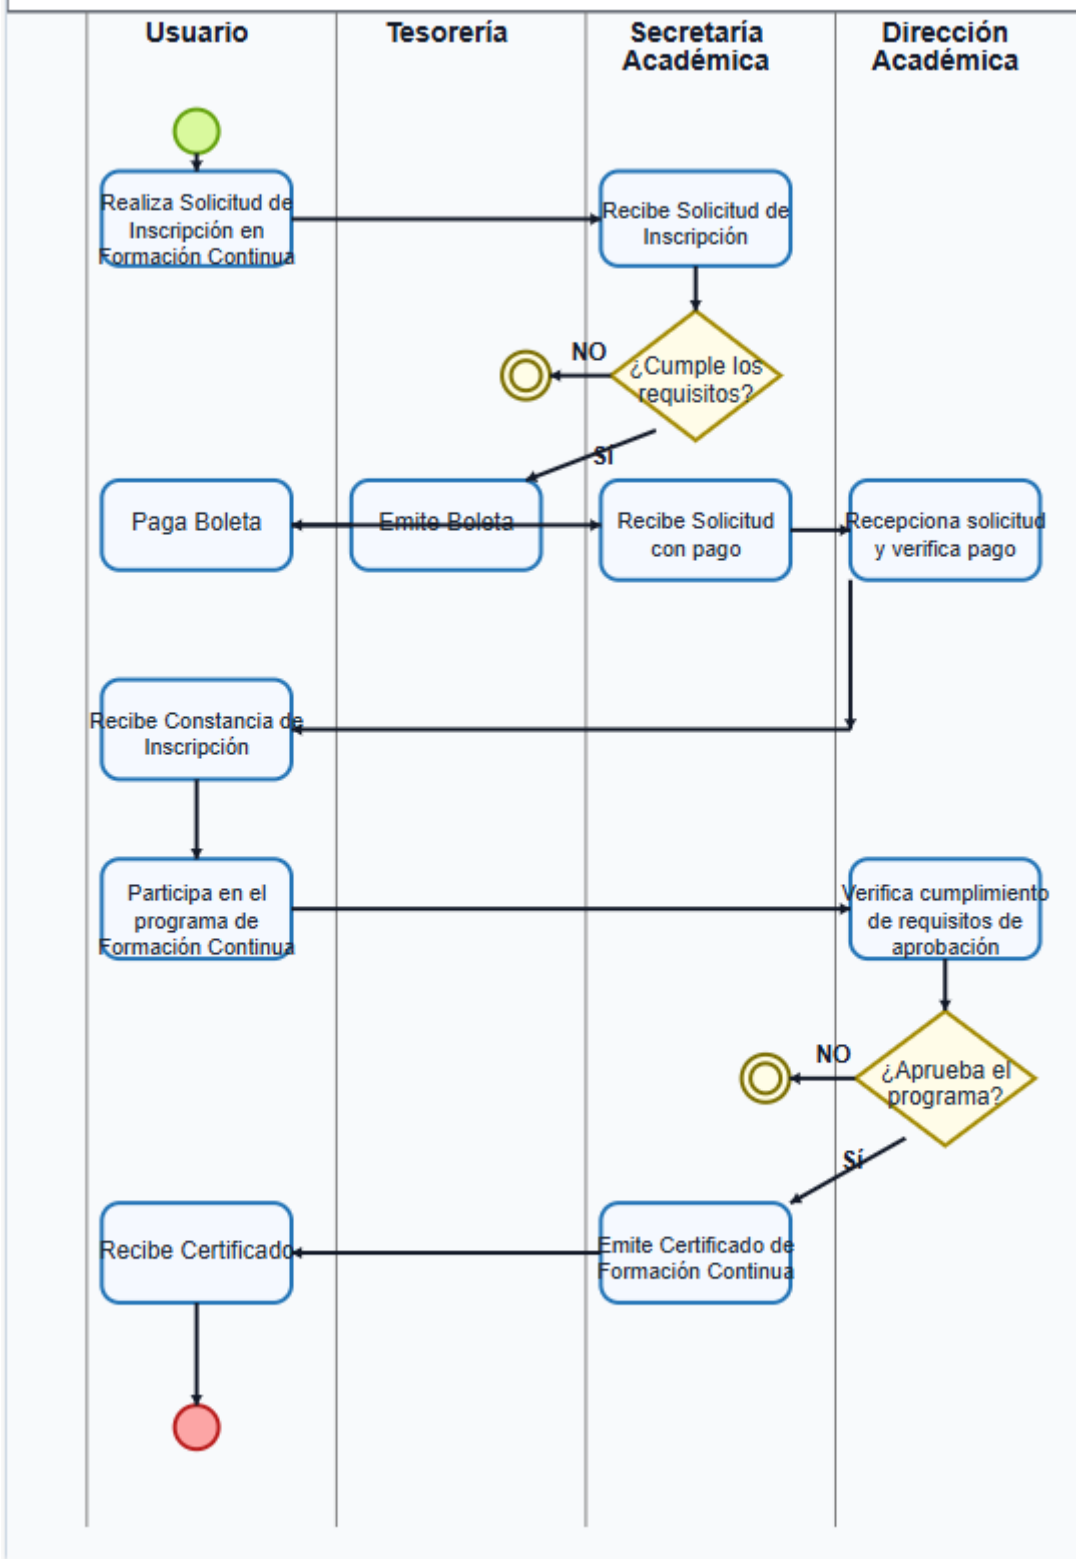 Usuario
Tesorería
Secretaría
Académica
Dirección
Académica
Realiza Solicitud de
Inscripción en
Formación Continua
Recibe Solicitud de
Inscripción
NO
¿Cumple los
requisitos?
Sí
Paga Boleta
Emite Boleta
Recibe Solicitud
con pago
Recepciona solicitud
y verifica pago
Recibe Constancia de
Inscripción
Participa en el
programa de
Formación Continua
Verifica cumplimiento
de requisitos de
aprobación
NO
¿Aprueba el
programa?
Sí
Recibe Certificado
Emite Certificado de
Formación Continua